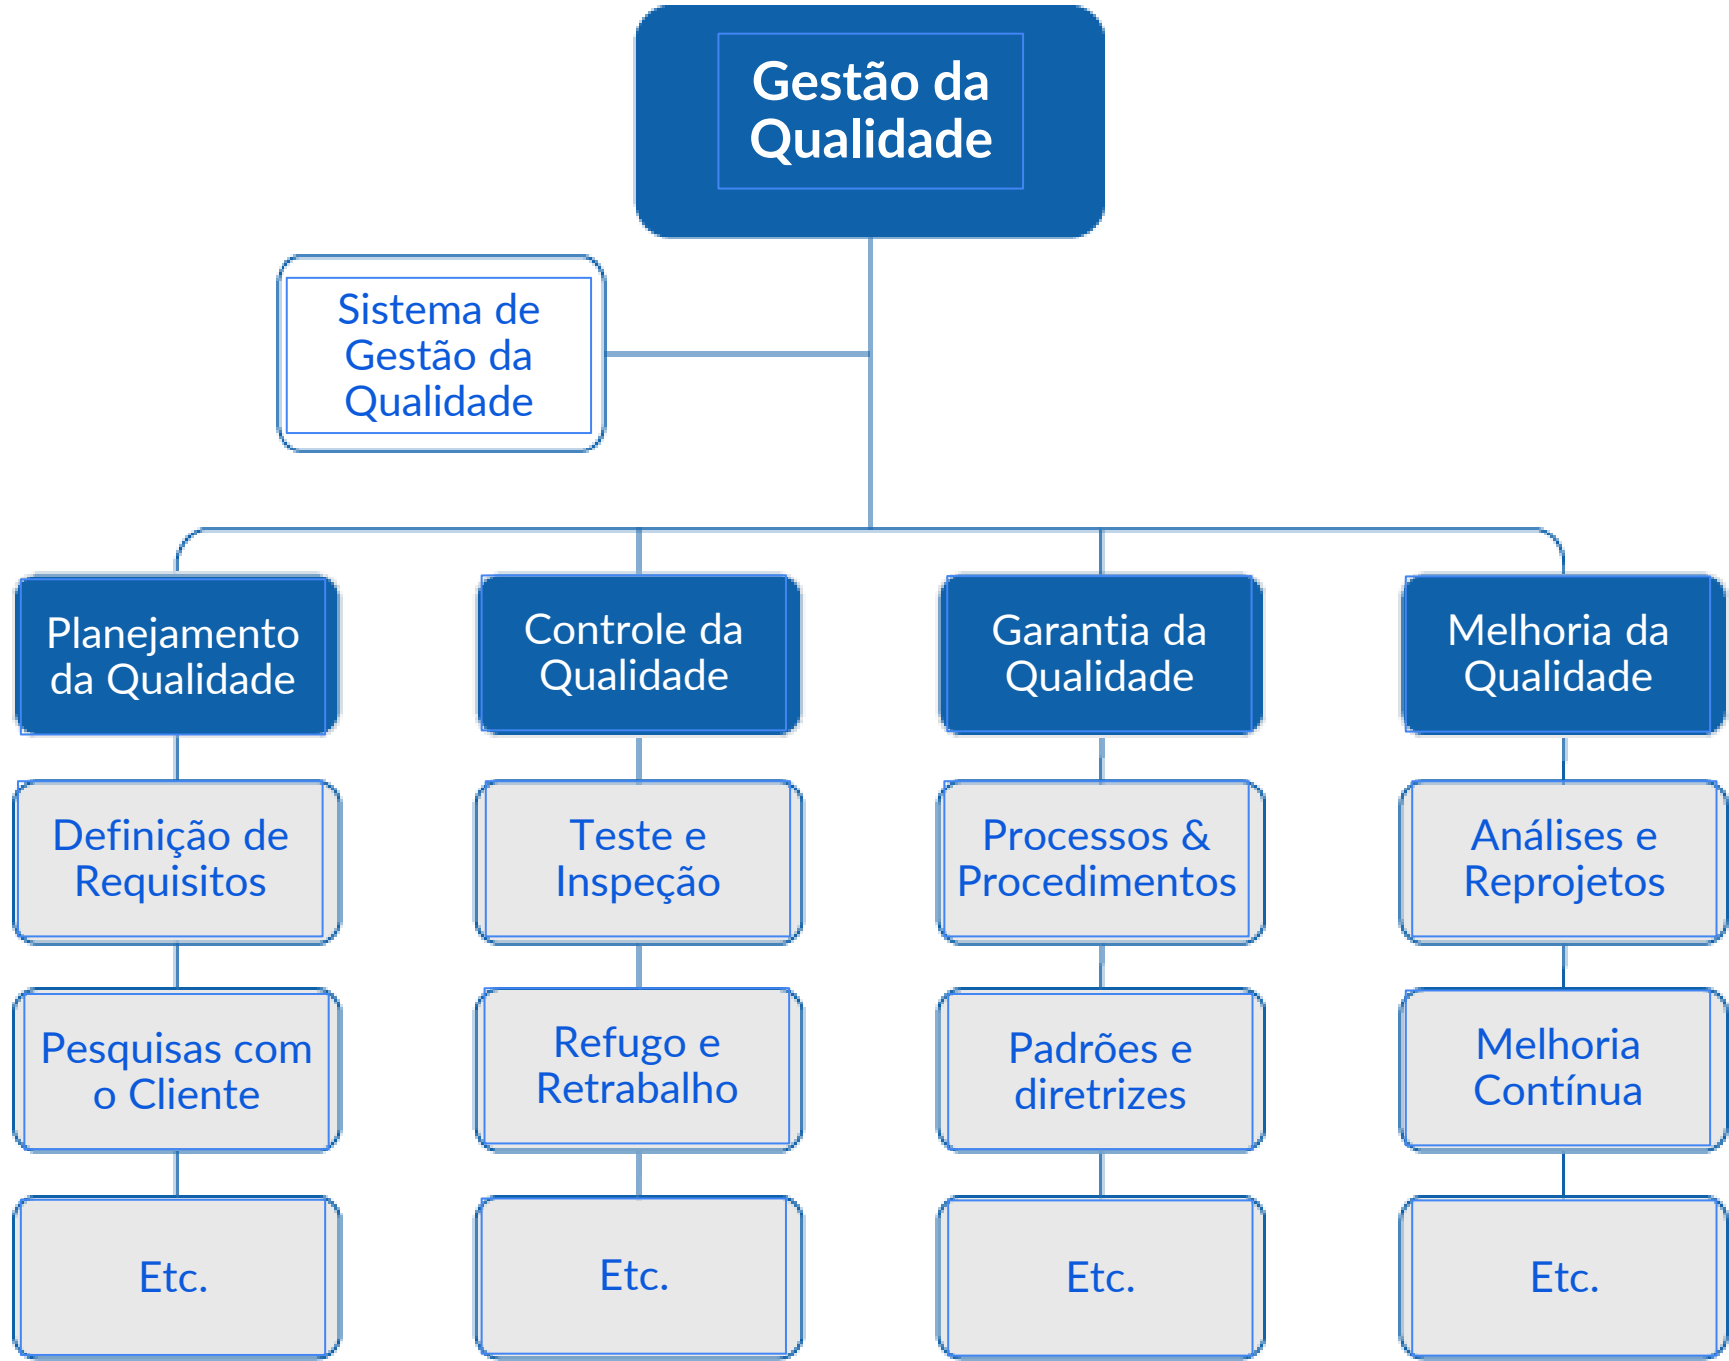 Gestão da
Qualidade
Sistema de
Gestão da
Qualidade
Planejamento
da Qualidade
Controle da
Qualidade
Garantia da
Qualidade
Melhoria da
Qualidade
Definição de
Requisitos
Teste e
Inspeção
Processos &
Procedimentos
Análises e
Reprojetos
Pesquisas com
o Cliente
Refugo e
Retrabalho
Padrões e
diretrizes
Melhoria
Contínua
Etc.
Etc.
Etc.
Etc.